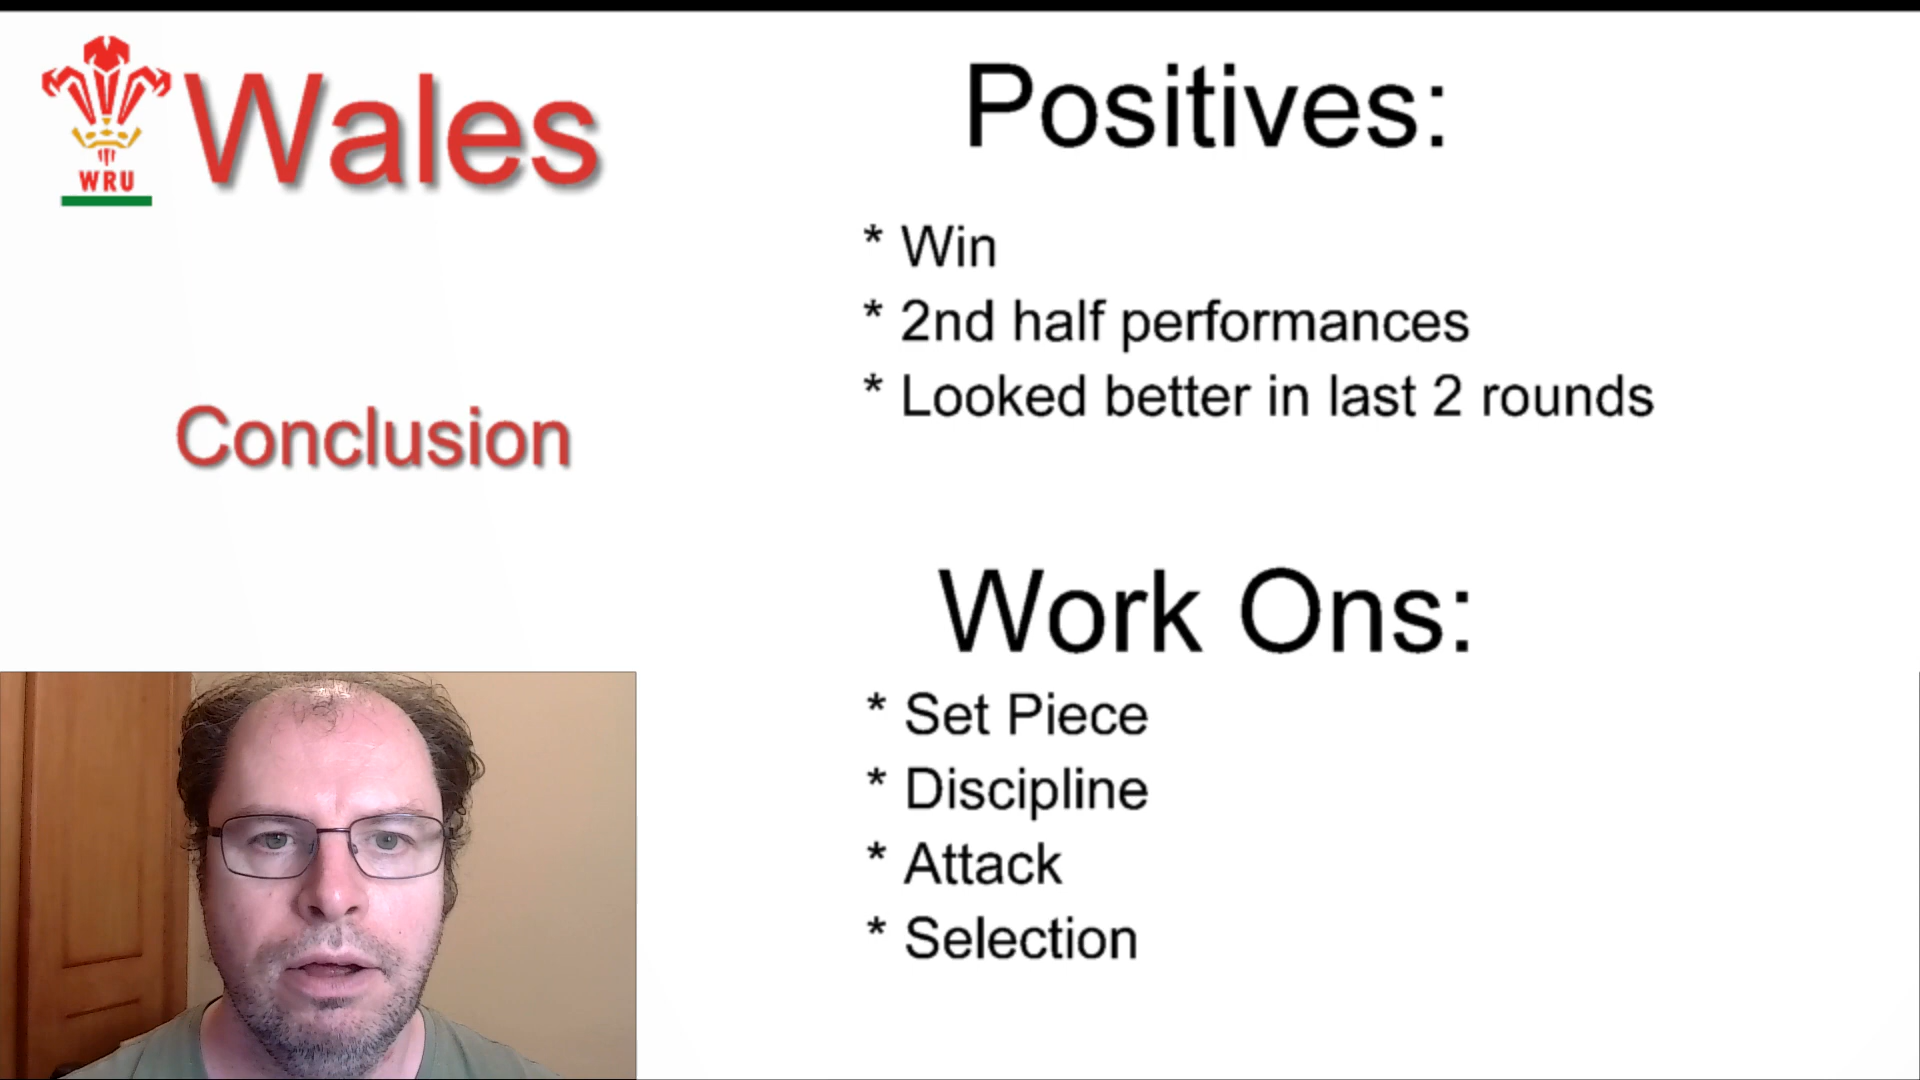 WRU
Wales
Conclusion
Positives:
* Win
* 2nd half performances
* Looked better in last 2 rounds
Work Ons:
* Set Piece
* Discipline
* Attack
* Selection